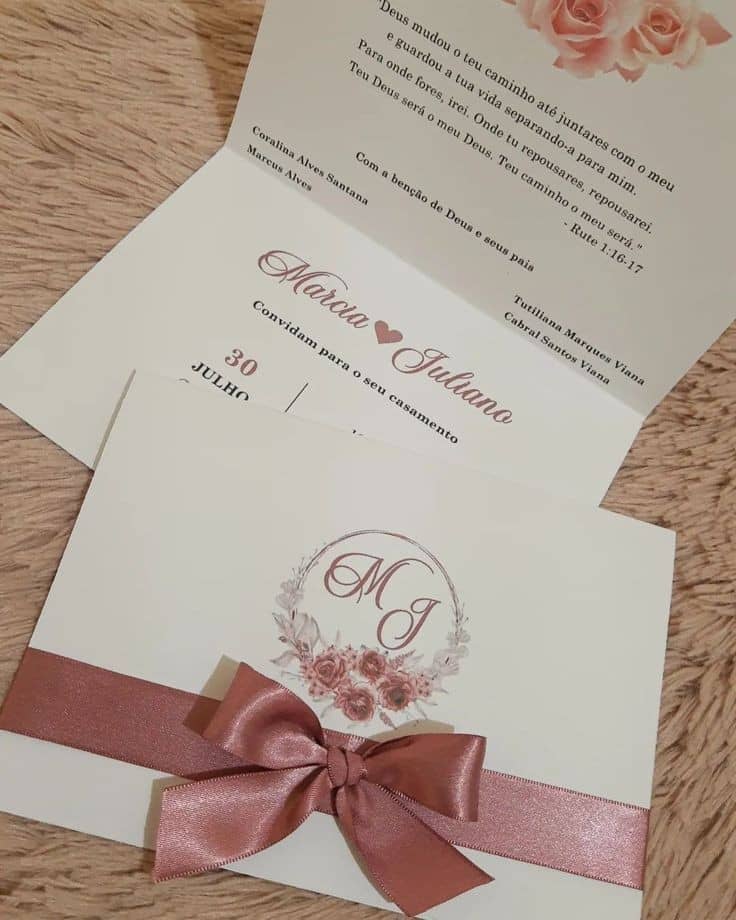 "Deus mudou o teu caminho até juntares com o meu
e guardou a tua vida separando-a para mim.
Para onde fores, irei. Onde tu repousares, repousarei.
Teu Deus será o meu Deus. Teu caminho o meu será."
- Rute 1:16-17
Com a benção de Deus e seus pais
Coralina Alves Santana
Marcus Alves
Tutiliana Marques Viana
Cabral Santos Viana
Marcia Juliano
Convidam para o seu casamento
30
JULHO
M J